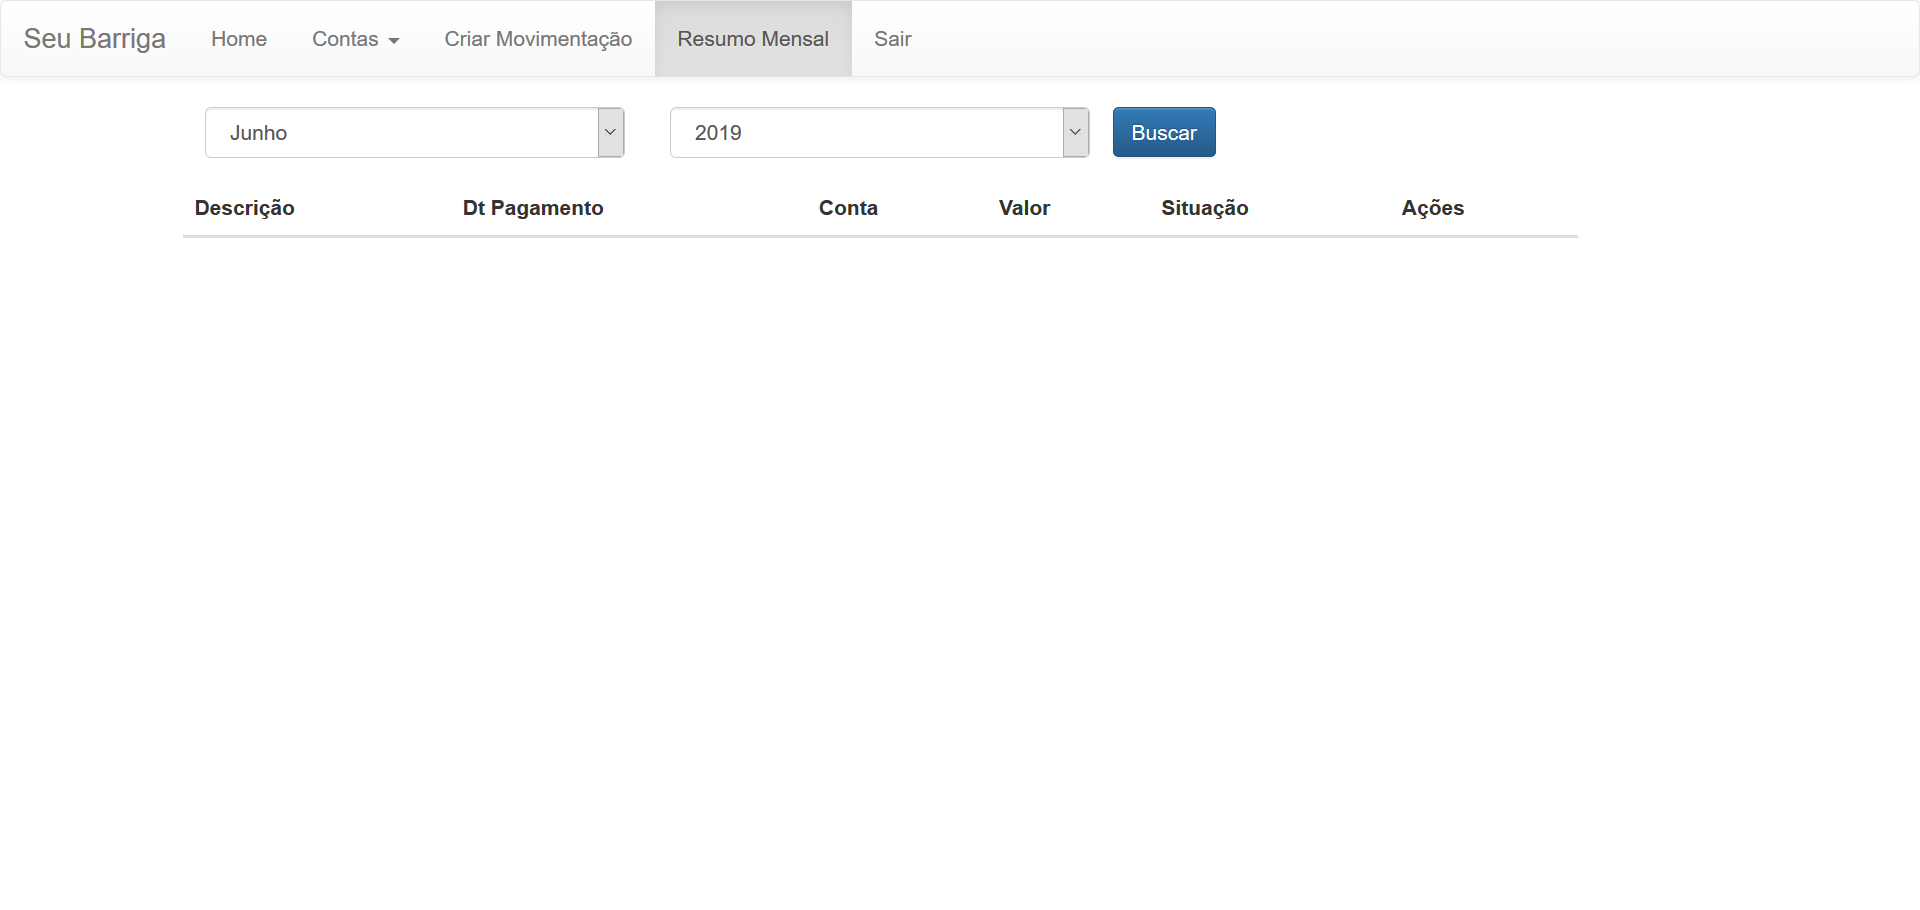 Seu Barriga Home Contas Criar Movimentação Resumo Mensal Sair
Junho 2019 Buscar
Descrição Dt Pagamento Conta Valor Situação Ações